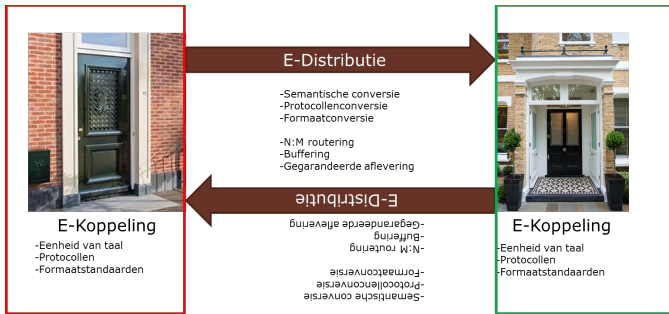 E-Distributie
-Semantische conversie
-Protocollenconversie
-Formaatconversie
-N:M routering
-Buffering
-Gegarandeerde aflevering
E-Distributie
-Gegarandeerde aflevering
-Buffering
-N:M routering
-Formaatconversie
-Protocollenconversie
-Semantische conversie
E-Koppeling
-Eenheid van taal
-Protocollen
-Formaatstandaarden
E-Koppeling
-Eenheid van taal
-Protocollen
-Formaatstandaarden